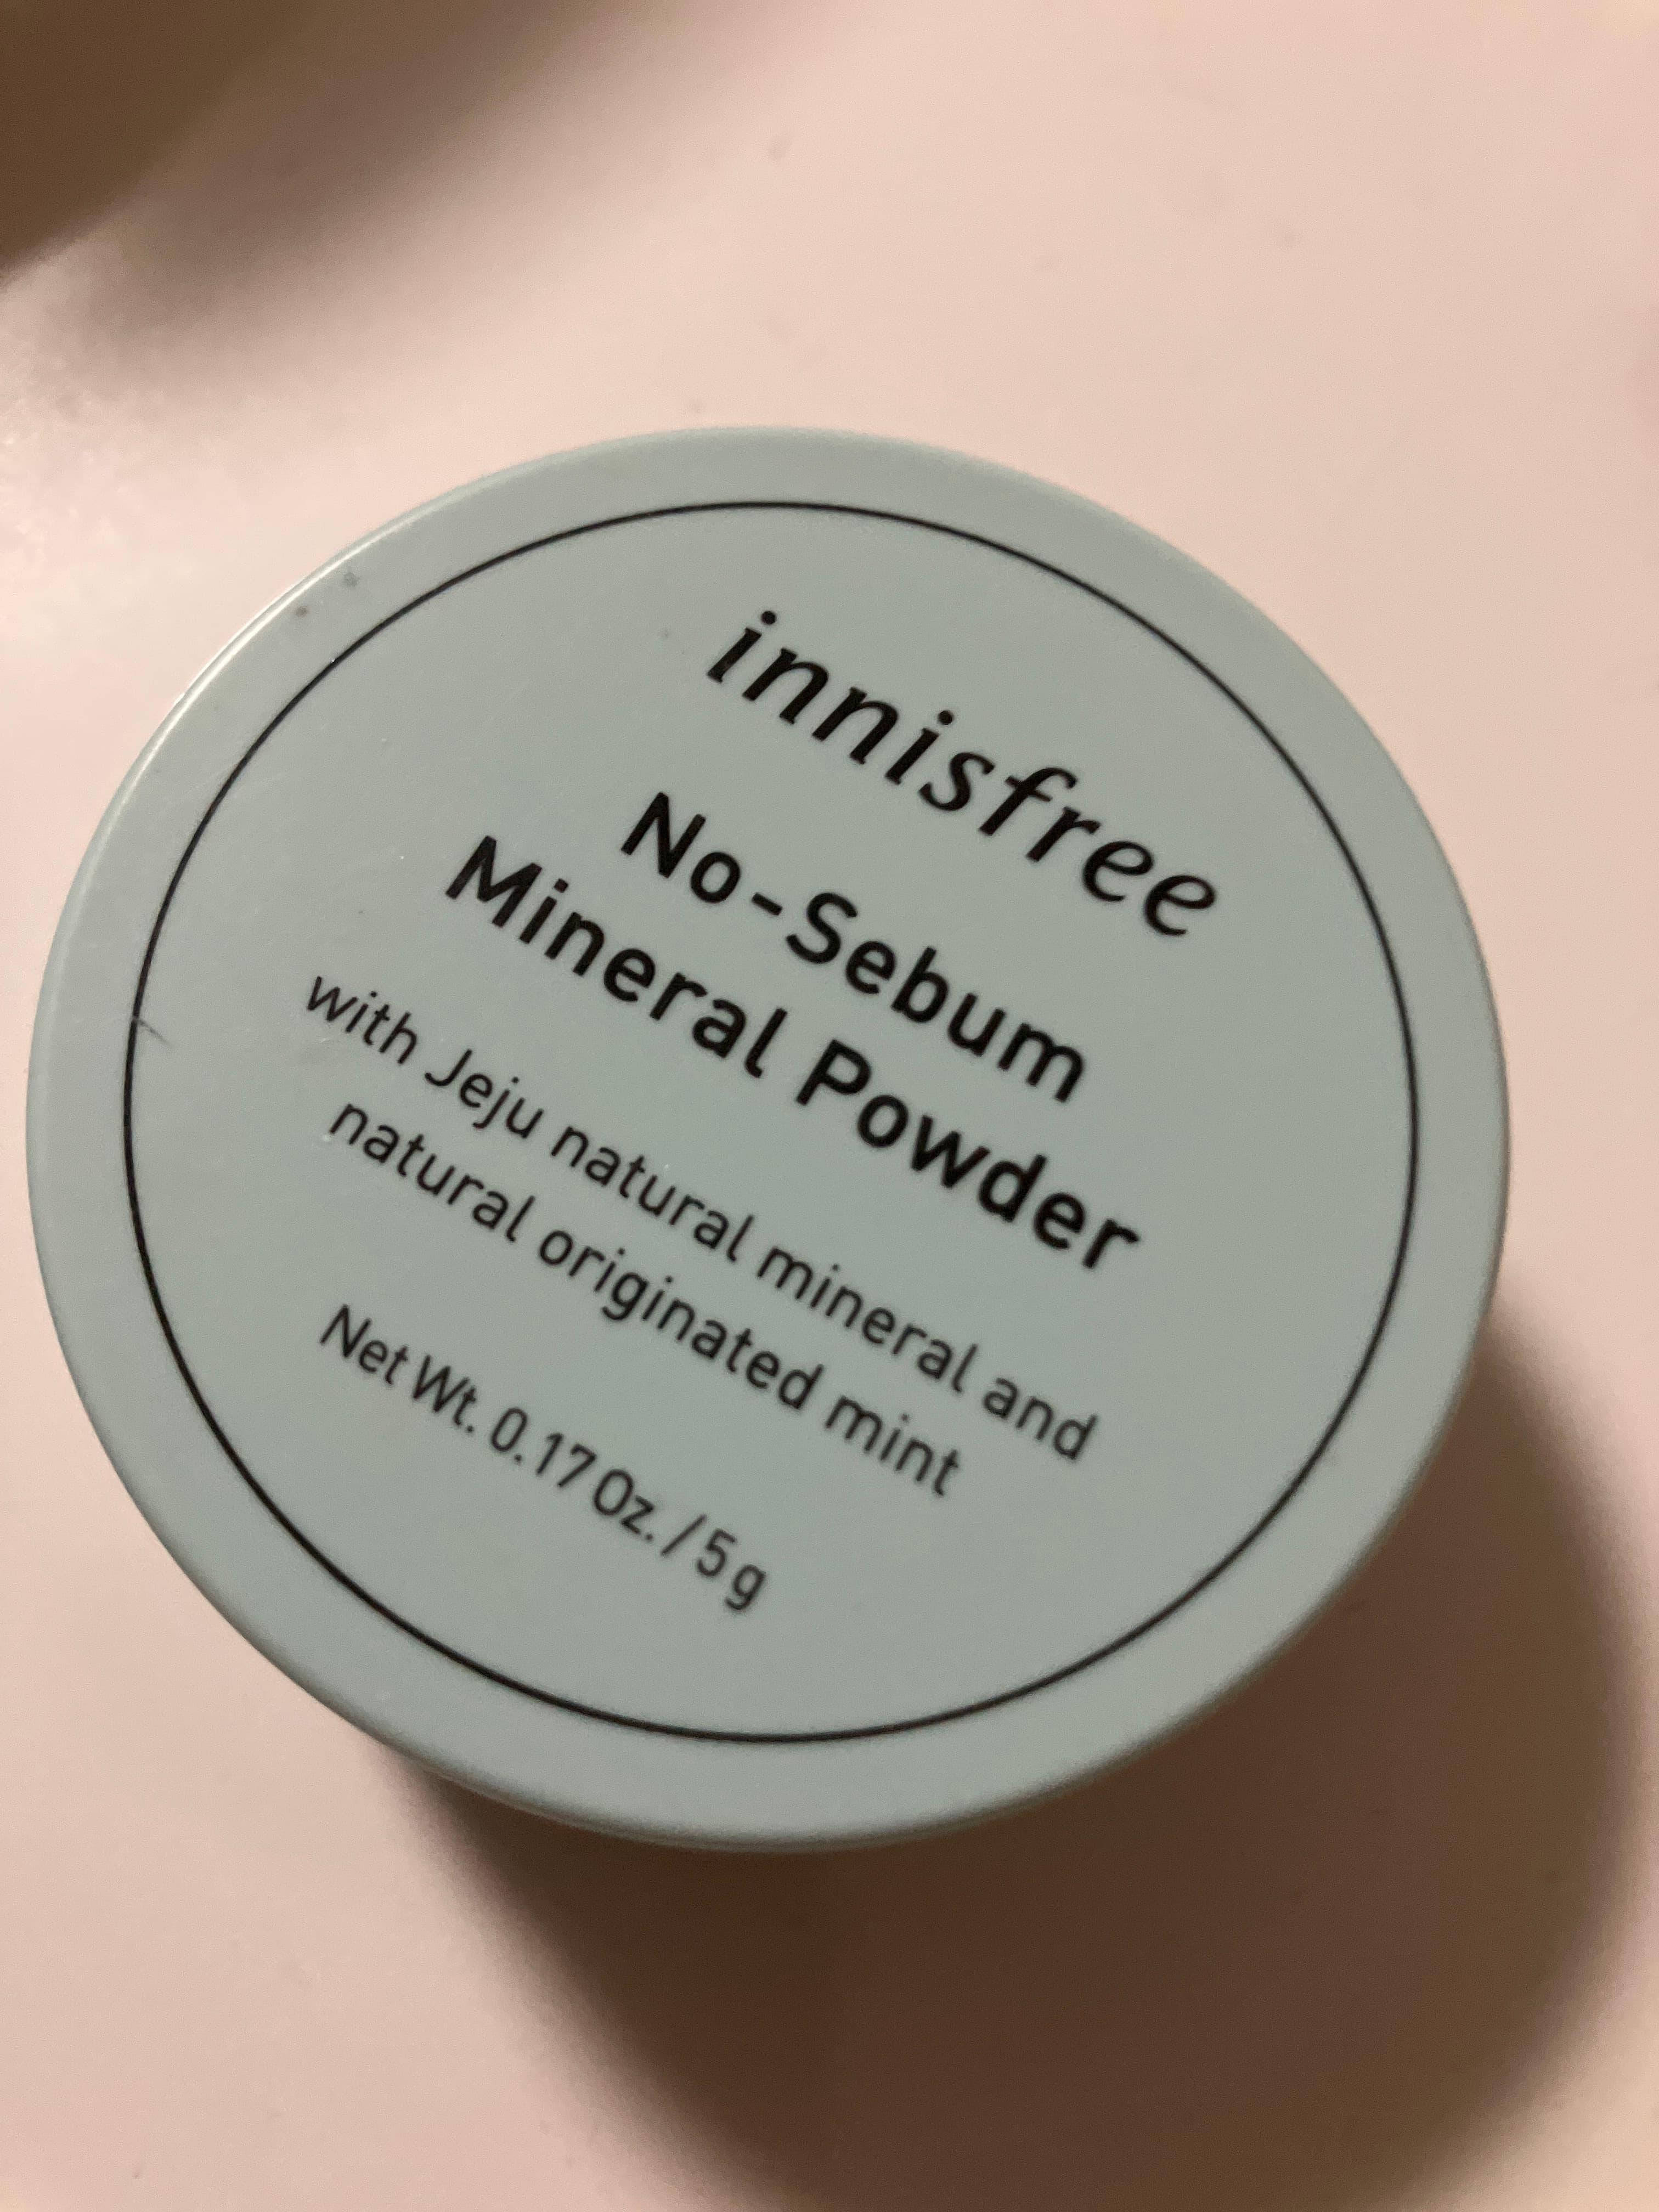 innisfree
No-Sebum
Mineral Powder
with Jeju natural mineral and
natural originated mint
Net Wt. 0.17 Oz. / 5 g